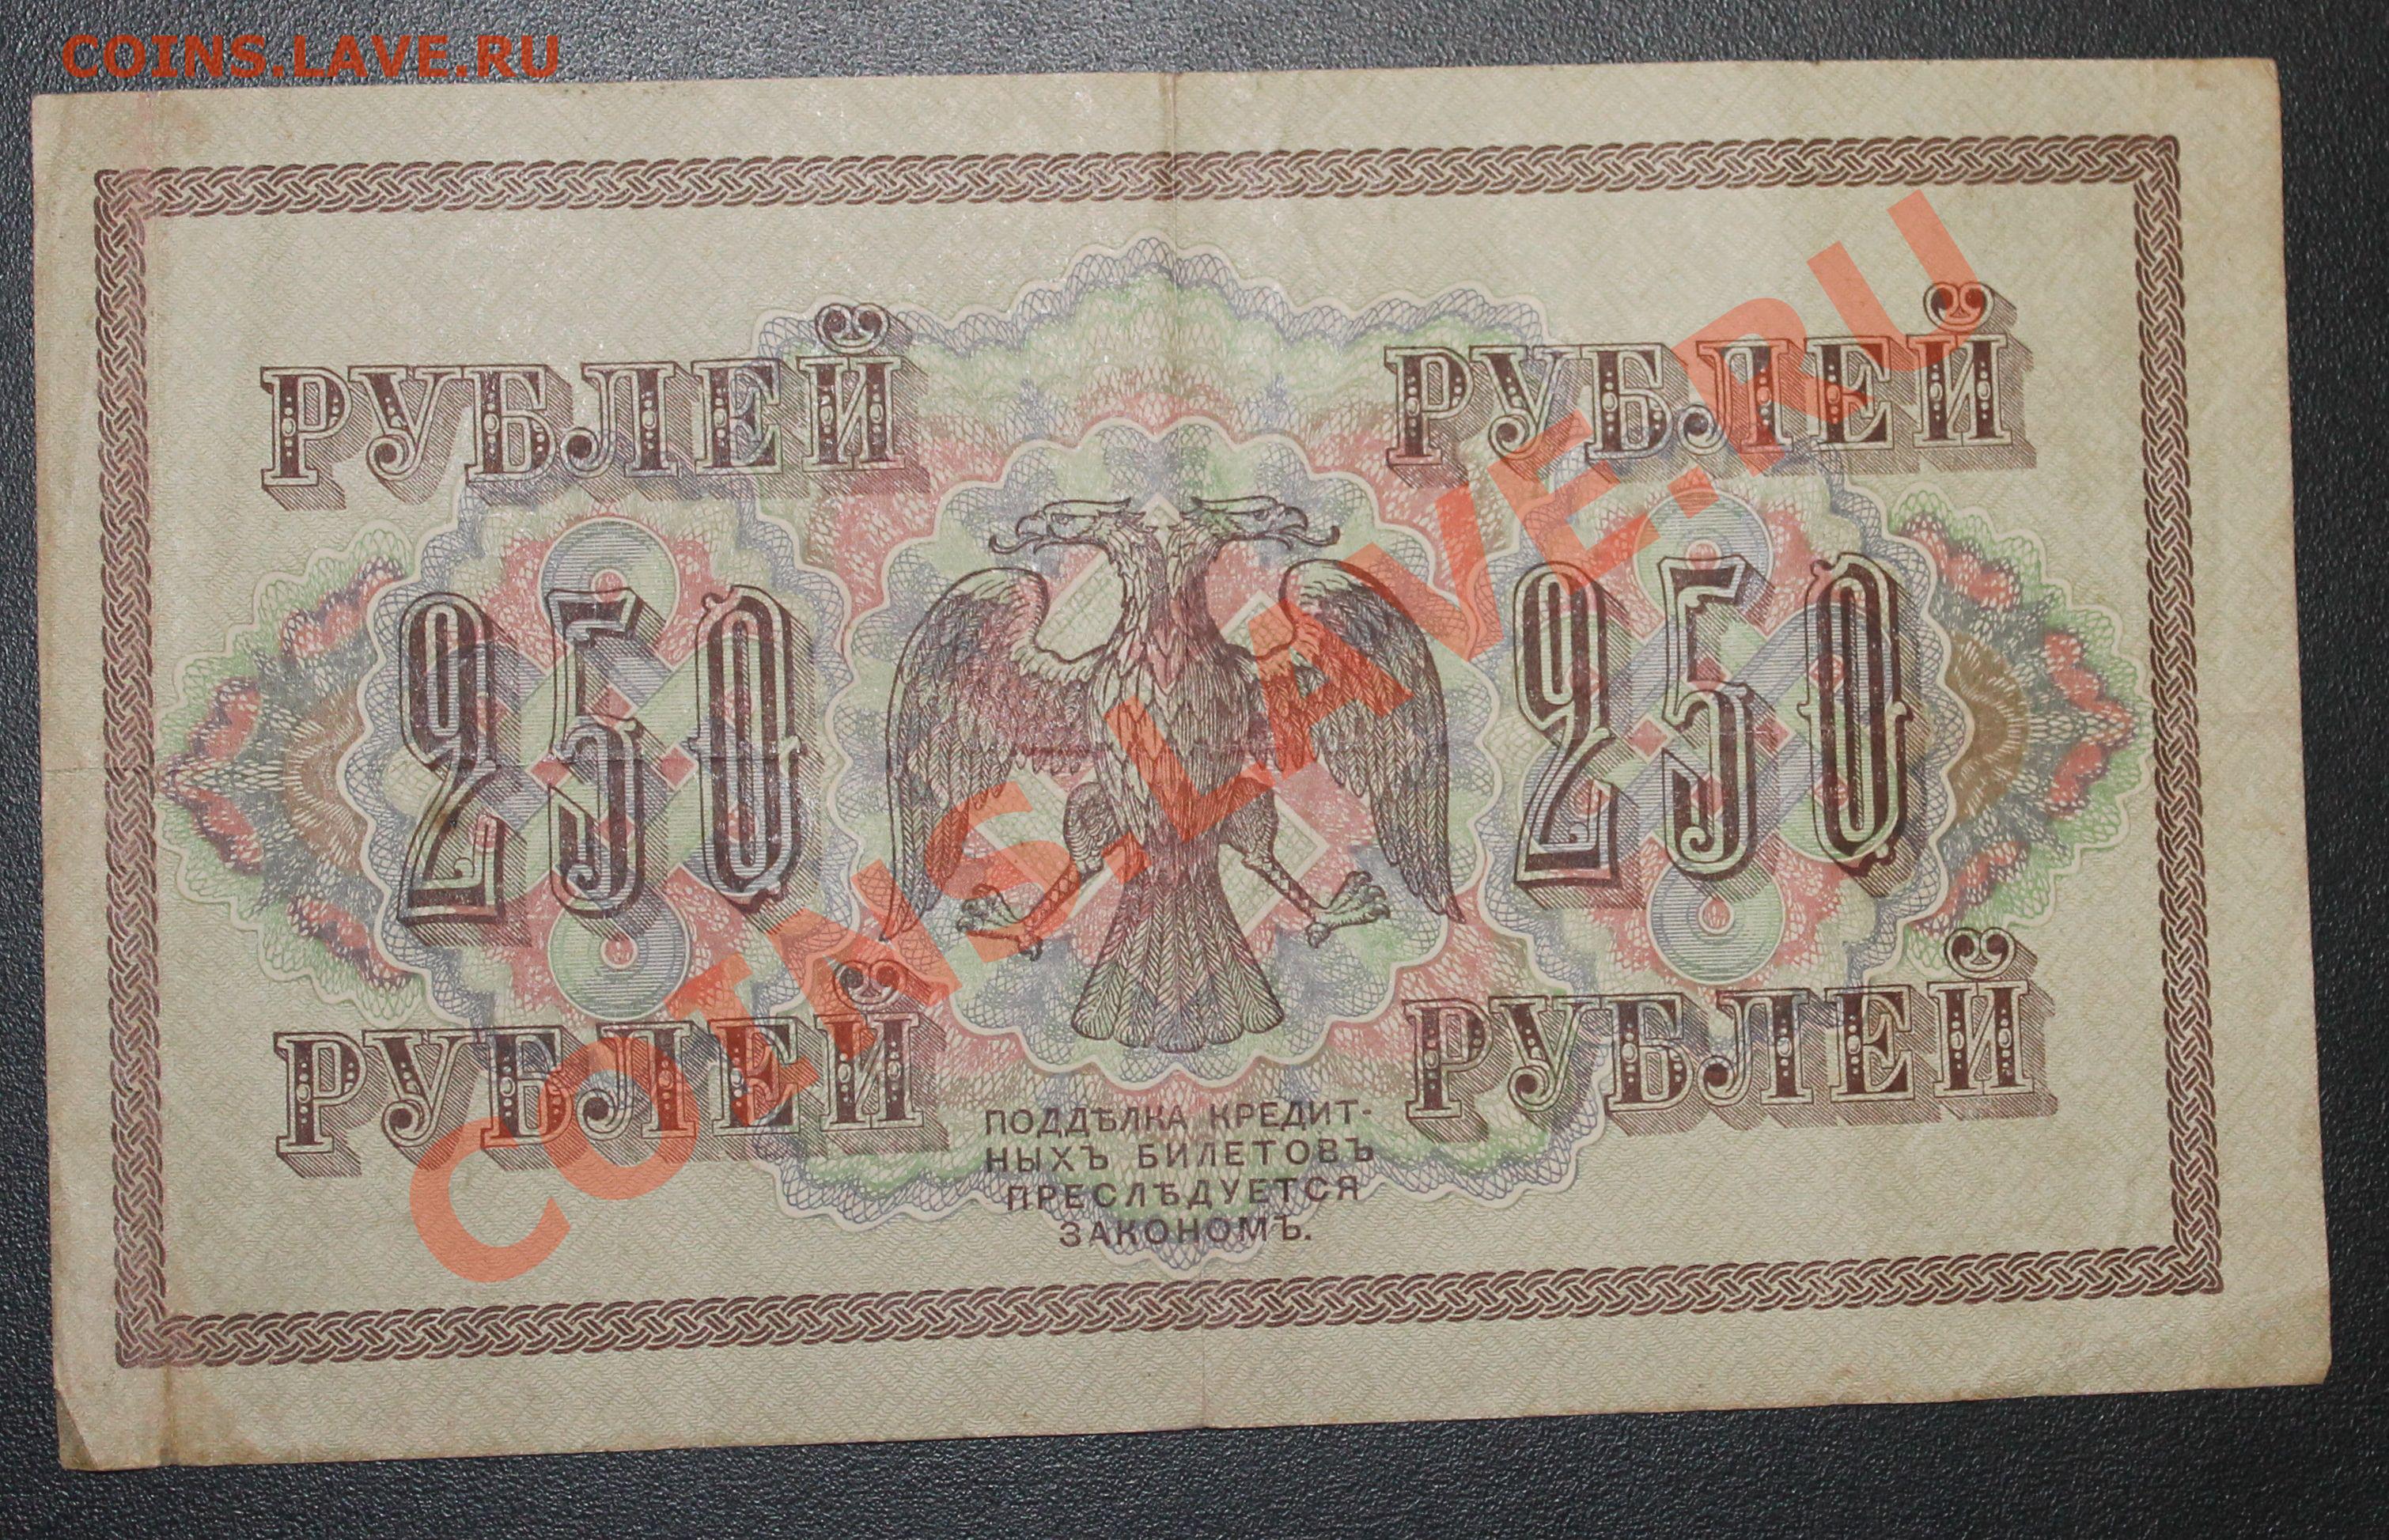 COINS.LAVE.RU
РУБЛЕЙ РУБЛЕЙ
250 250
РУБЛЕЙ РУБЛЕЙ
ПОДДѢЛКА КРЕДИТ-
НЫХЪ БИЛЕТОВЪ
ПРЕСЛѢДУЕТСЯ
ЗАКОНОМЪ.
COINS.LAVE.RU